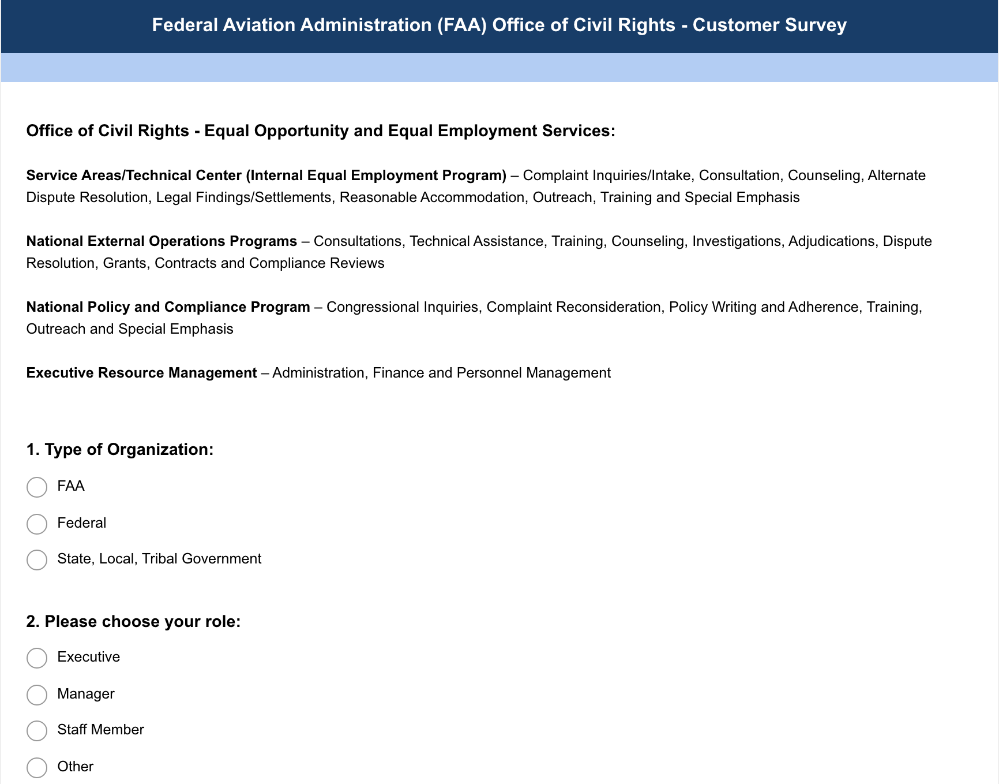 Federal Aviation Administration (FAA) Office of Civil Rights - Customer Survey
Office of Civil Rights - Equal Opportunity and Equal Employment Services:
Service Areas/Technical Center (Internal Equal Employment Program) – Complaint Inquiries/Intake, Consultation, Counseling, Alternate
Dispute Resolution, Legal Findings/Settlements, Reasonable Accommodation, Outreach, Training and Special Emphasis
National External Operations Programs – Consultations, Technical Assistance, Training, Counseling, Investigations, Adjudications, Dispute
Resolution, Grants, Contracts and Compliance Reviews
National Policy and Compliance Program – Congressional Inquiries, Complaint Reconsideration, Policy Writing and Adherence, Training,
Outreach and Special Emphasis
Executive Resource Management – Administration, Finance and Personnel Management
1. Type of Organization:
FAA
Federal
State, Local, Tribal Government
2. Please choose your role:
Executive
Manager
Staff Member
Other